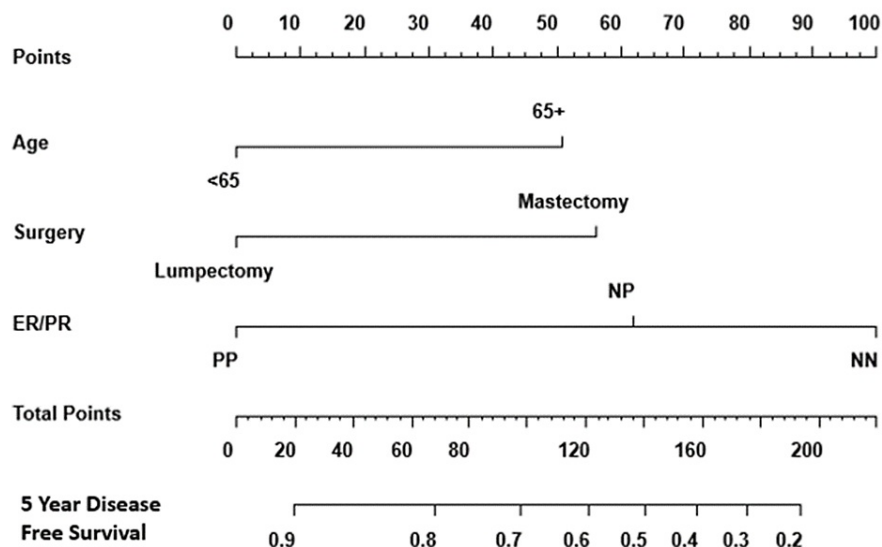 0 10 20 30 40 50 60 70 80 90 100
Points
65+
Age
<65
Mastectomy
Surgery
Lumpectomy
NP
ER/PR
PP NN
Total Points
0 20 40 60 80 120 160 200
5 Year Disease
Free Survival
0.9 0.8 0.7 0.6 0.5 0.4 0.3 0.2